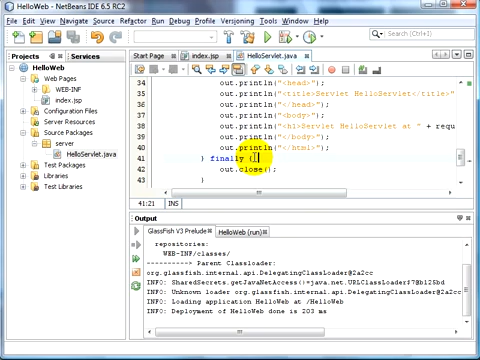 HelloWeb - NetBeans IDE 6.5 RC2
File Edit View Navigate Source Refactor Run Debug Profile Versioning Tools Window Help
Search (Ctrl+I)
Projects
Services
HelloWeb
Web Pages
WEB-INF
index.jsp
Configuration Files
Server Resources
Source Packages
server
HelloServlet.java
Test Packages
Libraries
Test Libraries
Start Page
index.jsp
HelloServlet.java
34 out.println("<head>");
35 out.println("<title>Servlet HelloServlet</title>"
36 out.println("</head>");
37 out.println("<body>");
38 out.println("<h1>Servlet HelloServlet at " + requ
39 out.println("</body>");
40 out.println("</html>");
41 } finally {
42 out.close();
43 }
41:21 INS
Output
GlassFish V3 Prelude
HelloWeb (run)
repositories:
WEB-INF/classes/
----------> Parent Classloader:
org.glassfish.internal.api.DelegatingClassLoader@2a2cc
INFO: SharedSecrets.getJavaNetAccess()=java.net.URLClassLoader$7@b125bd
INFO: Unknown loader org.glassfish.internal.api.DelegatingClassLoader@2a2cc
INFO: Loading application HelloWeb at /HelloWeb
INFO: Deployment of HelloWeb done is 203 ms